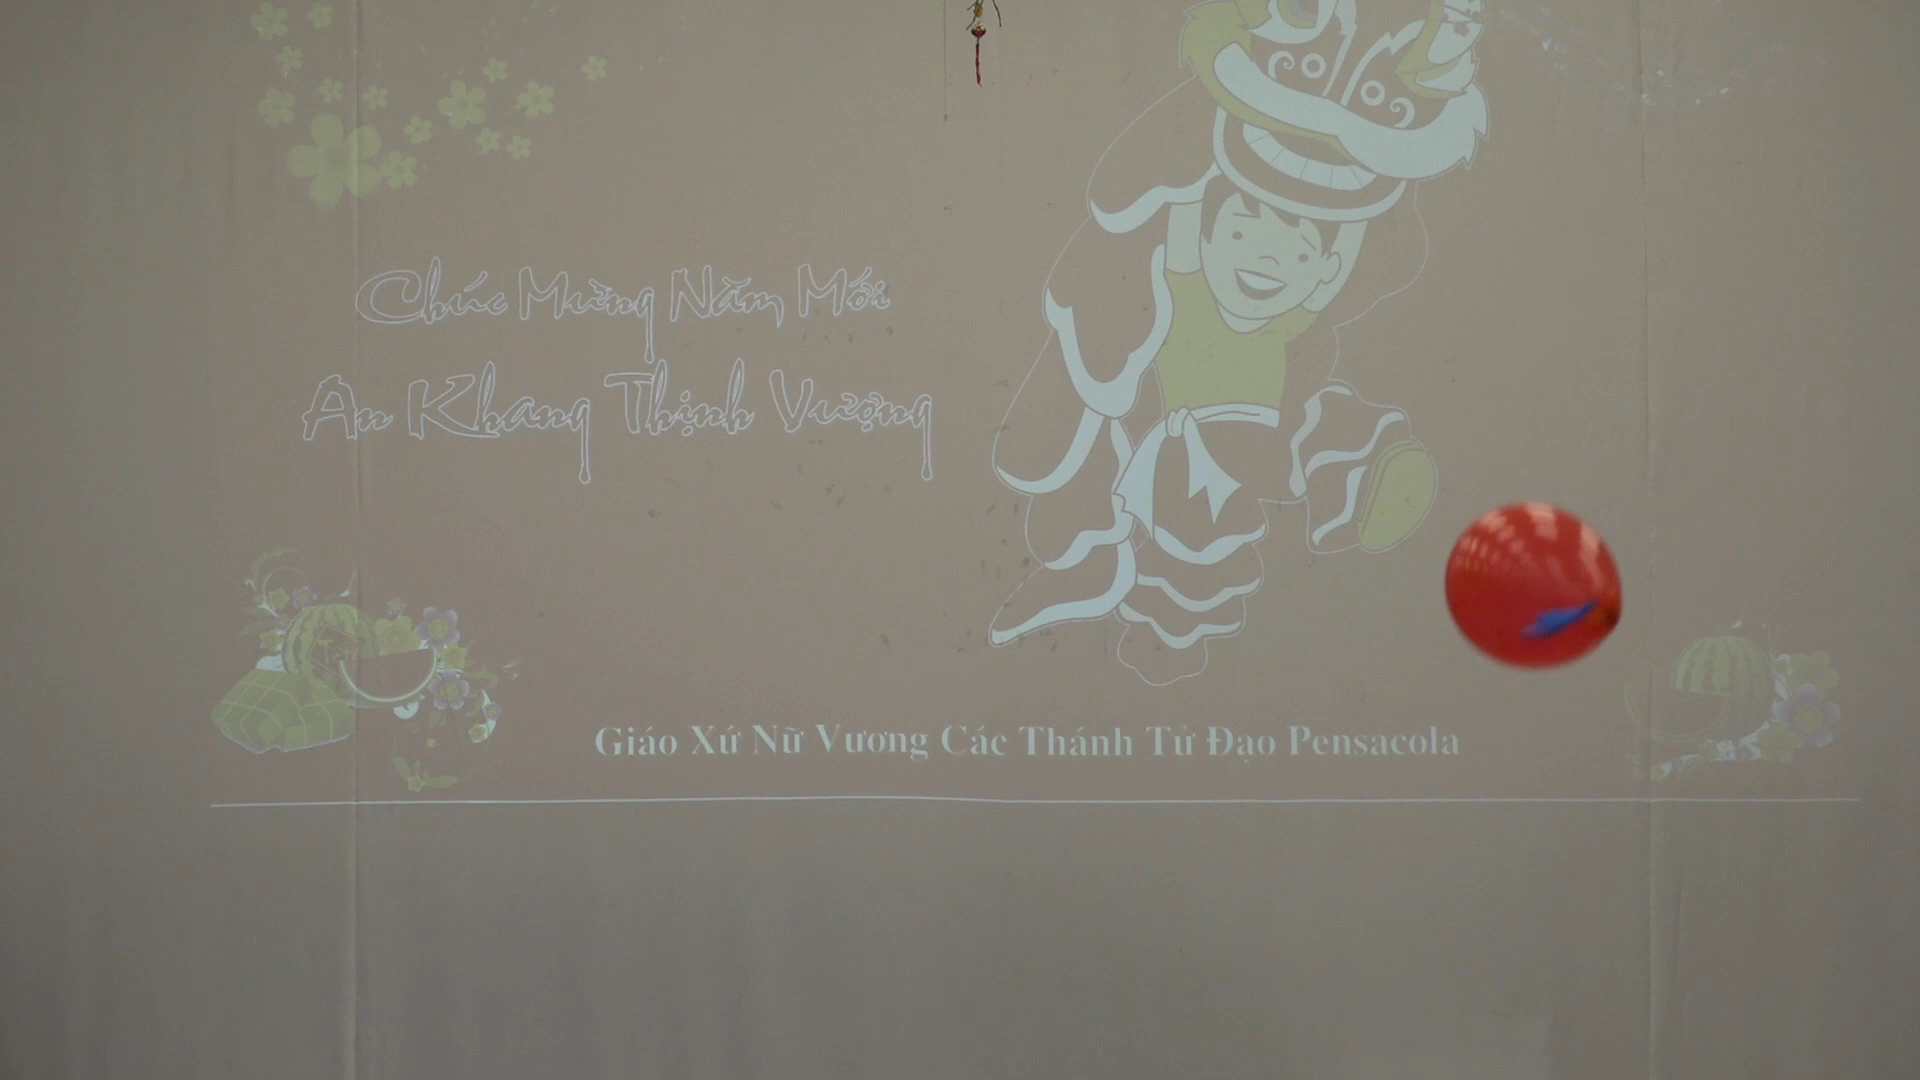 Chúc Mừng Năm Mới
An Khang Thịnh Vượng
Giáo Xứ Nữ Vương Các Thánh Tử Đạo Pensacola